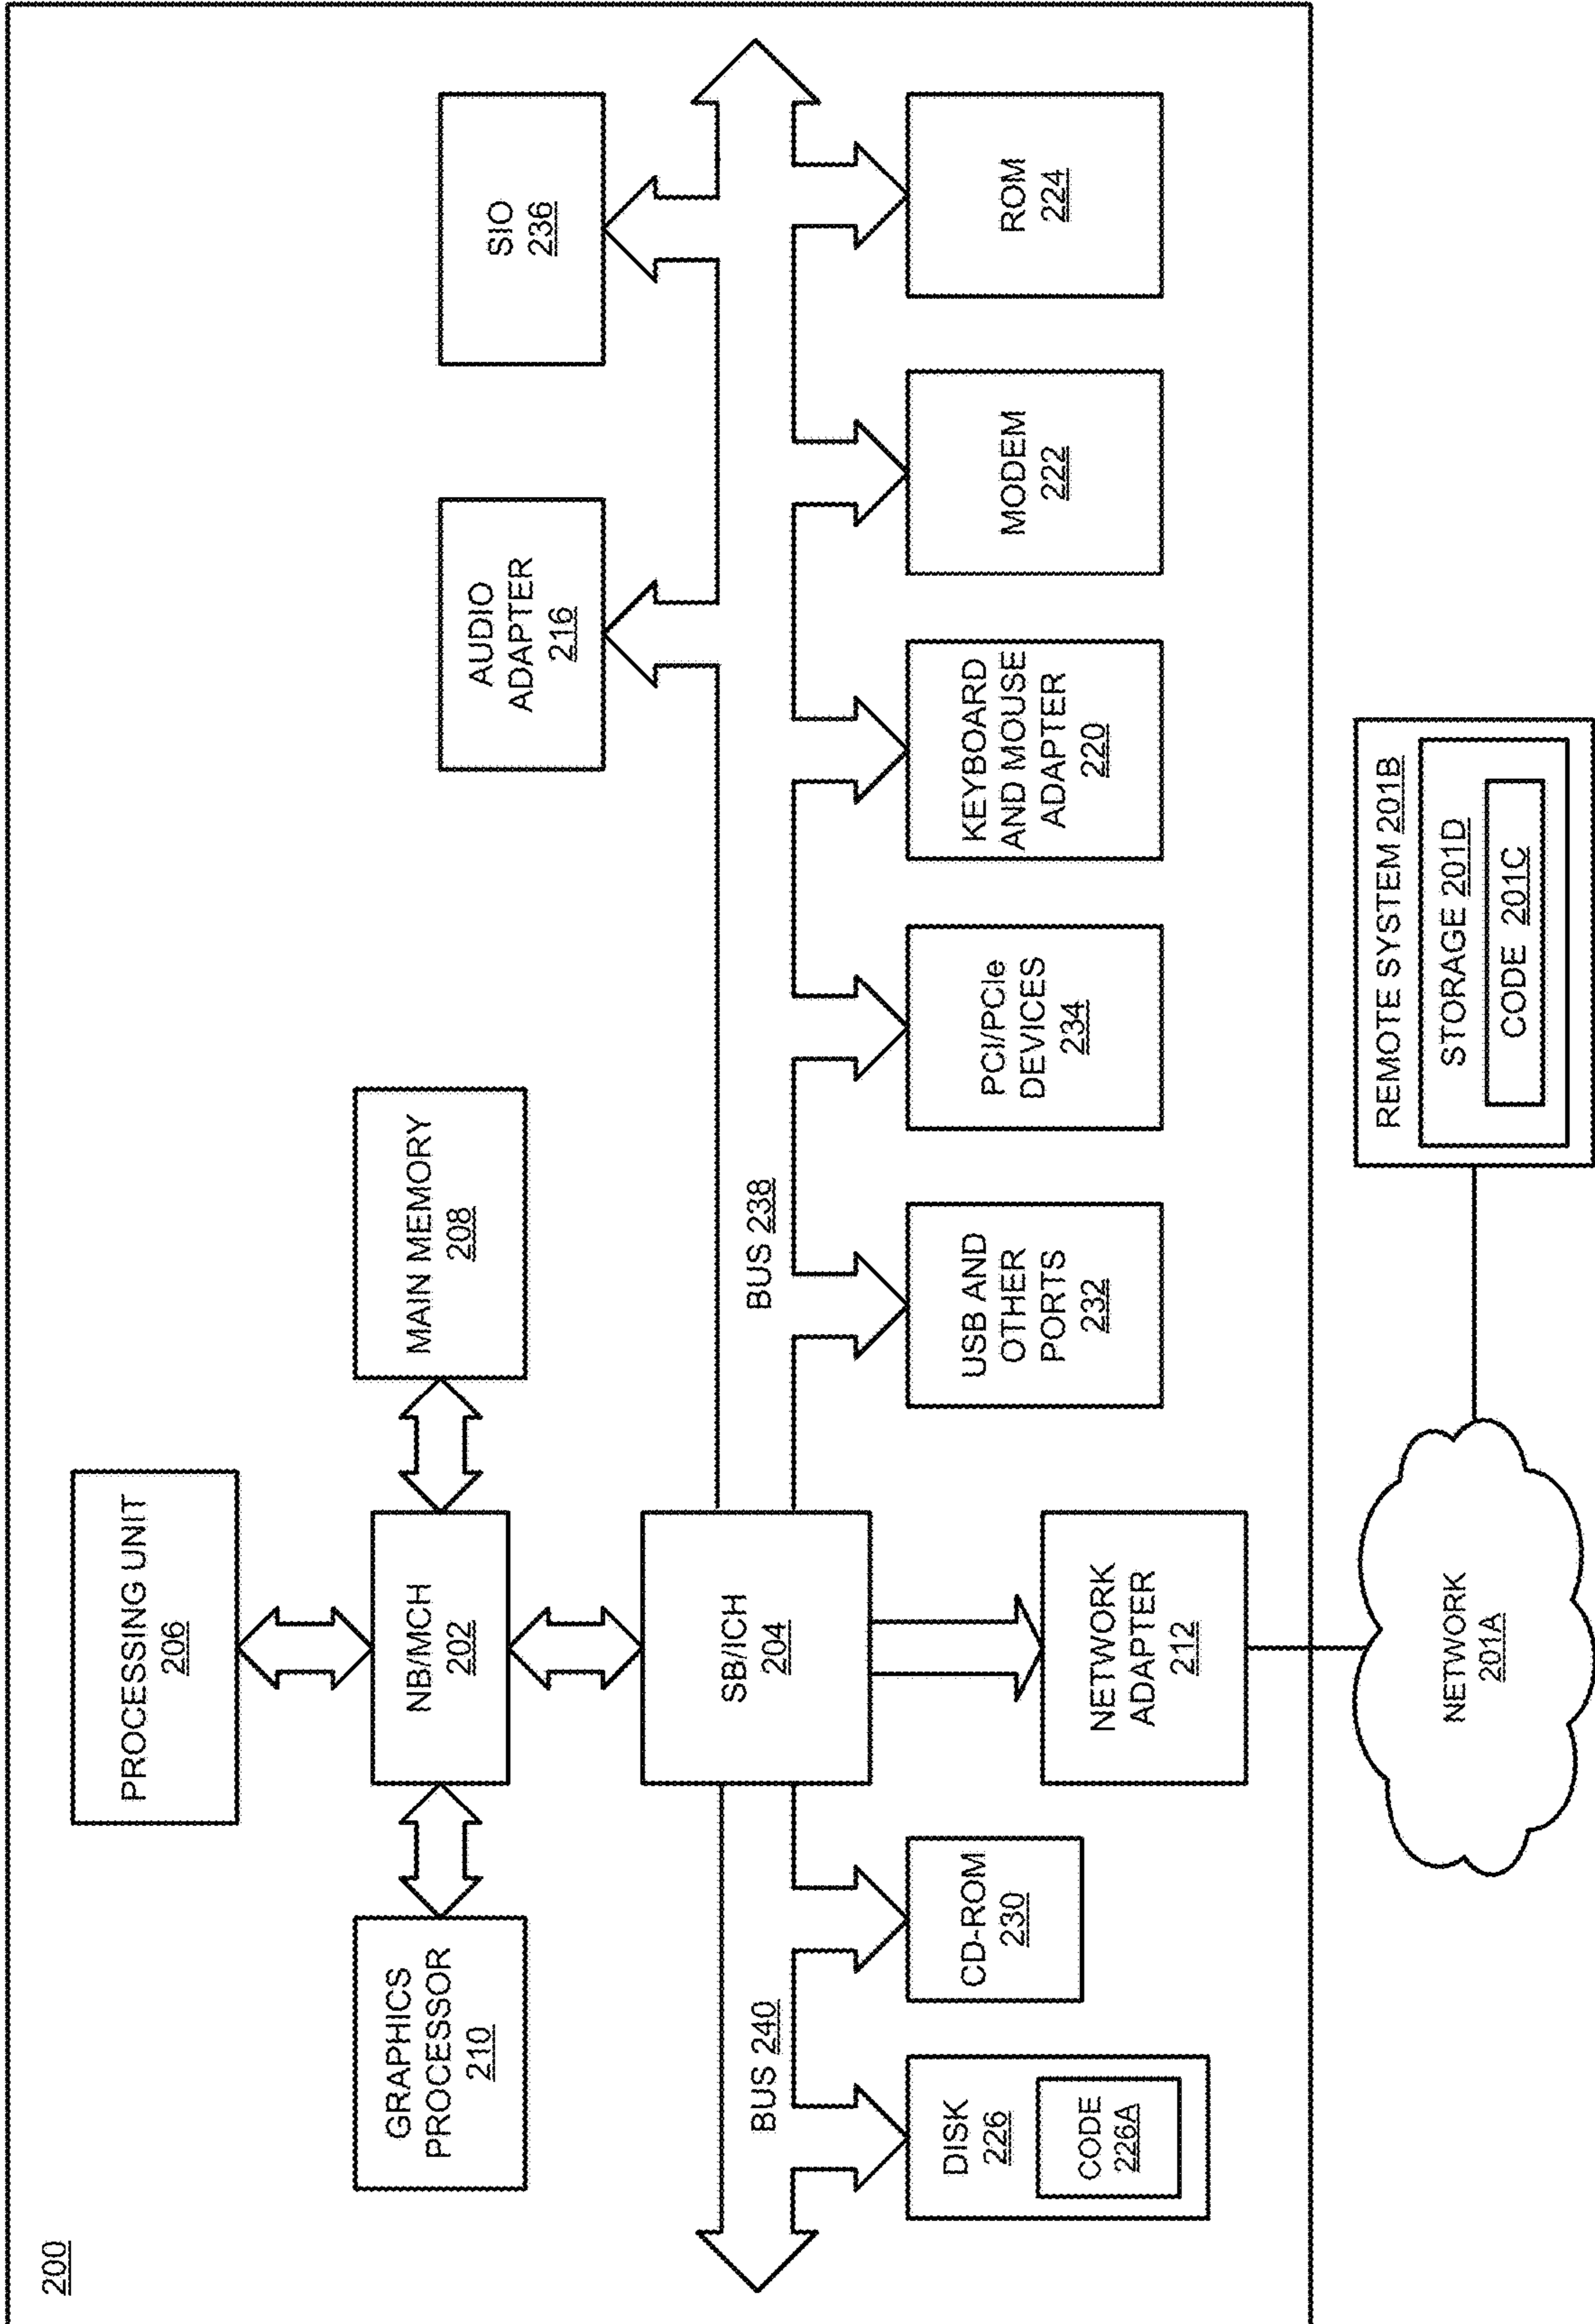 200
PROCESSING UNIT
206
GRAPHICS
PROCESSOR
210
NB/MCH
202
MAIN MEMORY
208
AUDIO
ADAPTER
216
SIO
236
SB/ICH
204
BUS 240
BUS 238
DISK
226
CODE
226A
CD-ROM
230
NETWORK
ADAPTER
212
USB AND
OTHER
PORTS
232
PCI/PCIe
DEVICES
234
KEYBOARD
AND MOUSE
ADAPTER
220
MODEM
222
ROM
224
NETWORK
201A
REMOTE SYSTEM 201B
STORAGE 201D
CODE 201C